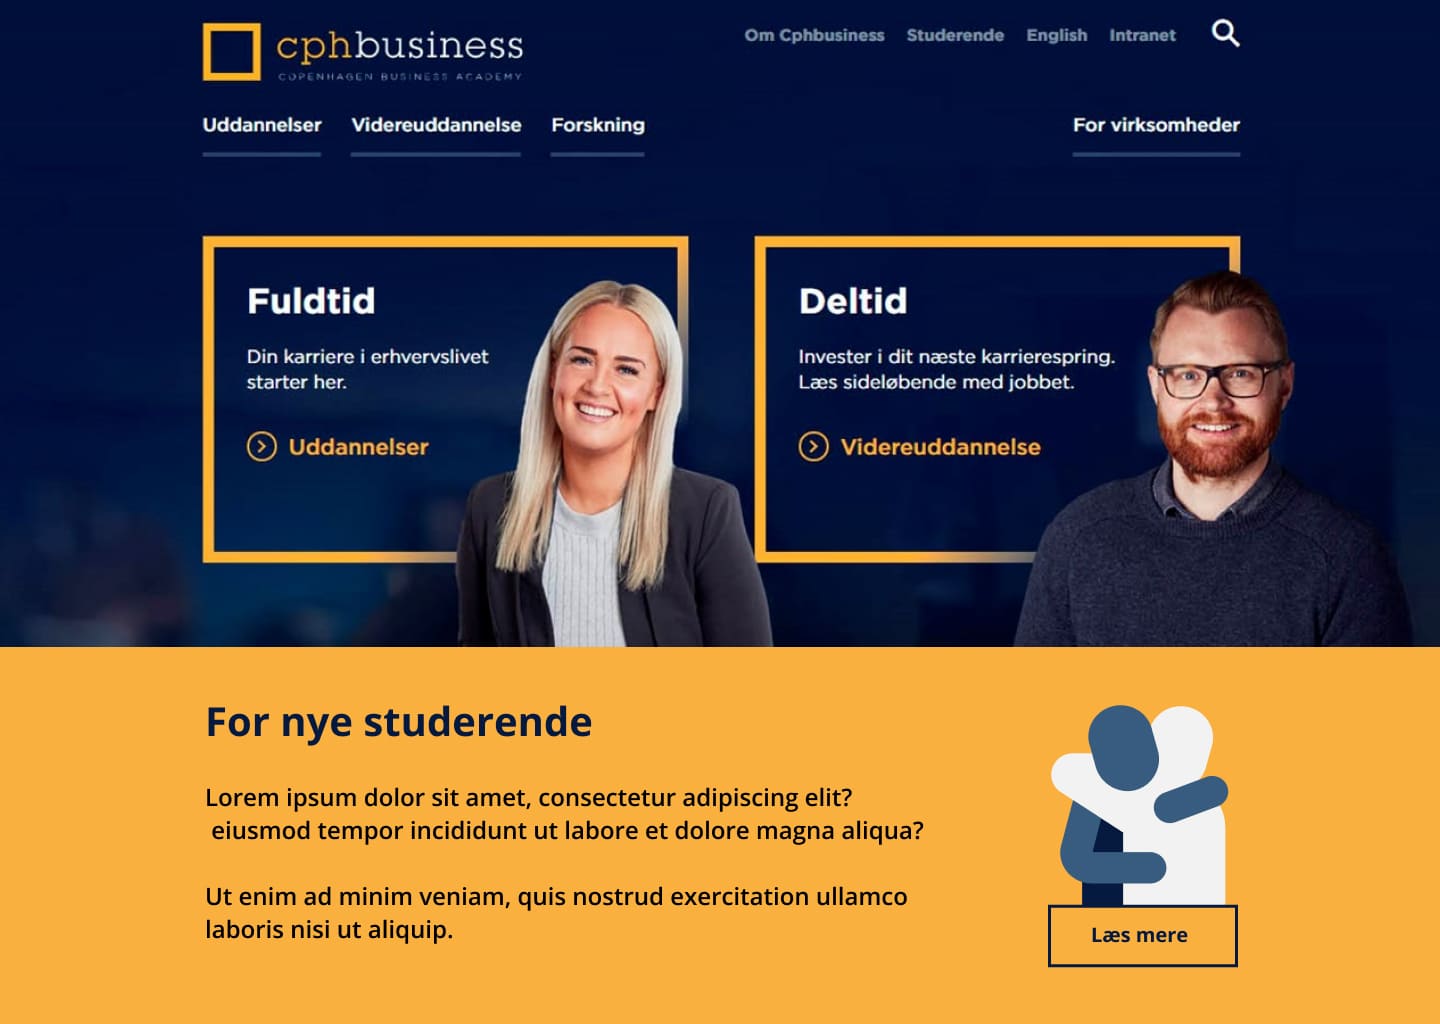 cphbusiness
COPENHAGEN BUSINESS ACADEMY
Om Cphbusiness Studerende English Intranet
Uddannelser Videreuddannelse Forskning For virksomheder
Fuldtid
Din karriere i erhvervslivet
starter her.
Uddannelser
Deltid
Invester i dit næste karrierespring.
Læs sideløbende med jobbet.
Videreuddannelse
For nye studerende
Lorem ipsum dolor sit amet, consectetur adipiscing elit?
eiusmod tempor incididunt ut labore et dolore magna aliqua?
Ut enim ad minim veniam, quis nostrud exercitation ullamco
laboris nisi ut aliquip.
Læs mere